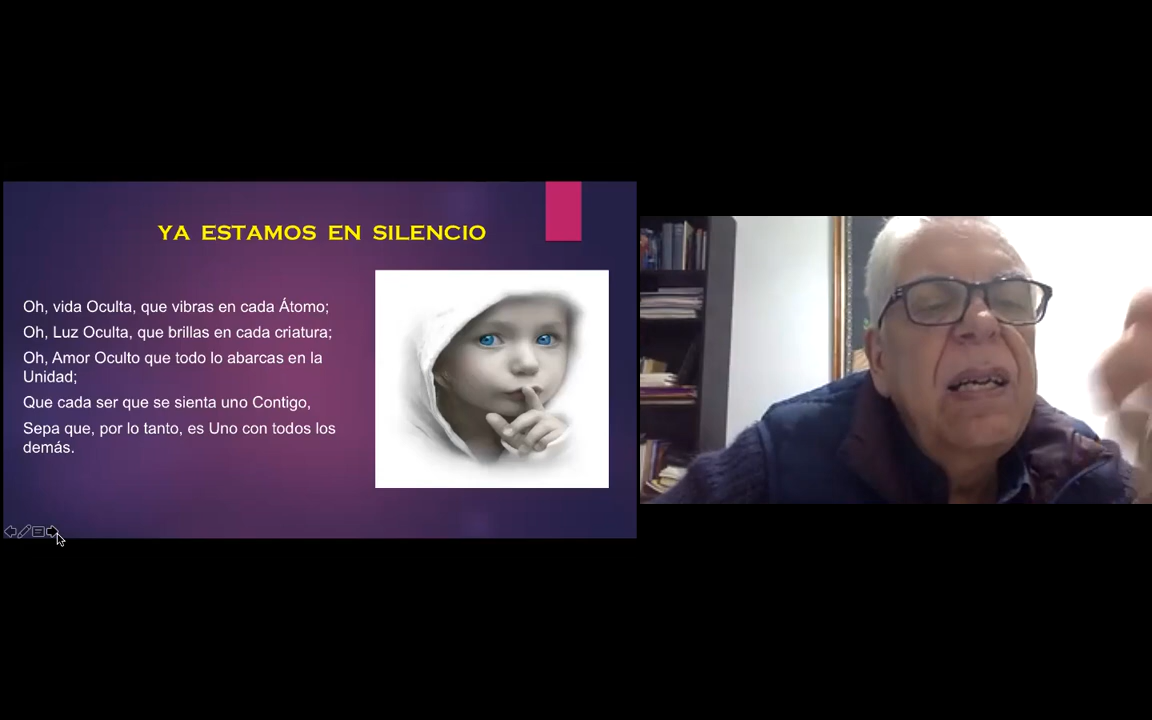 YA ESTAMOS EN SILENCIO
Oh, vida Oculta, que vibras en cada Átomo;
Oh, Luz Oculta, que brillas en cada criatura;
Oh, Amor Oculto que todo lo abarcas en la
Unidad;
Que cada ser que se sienta uno Contigo,
Sepa que, por lo tanto, es Uno con todos los
demás.